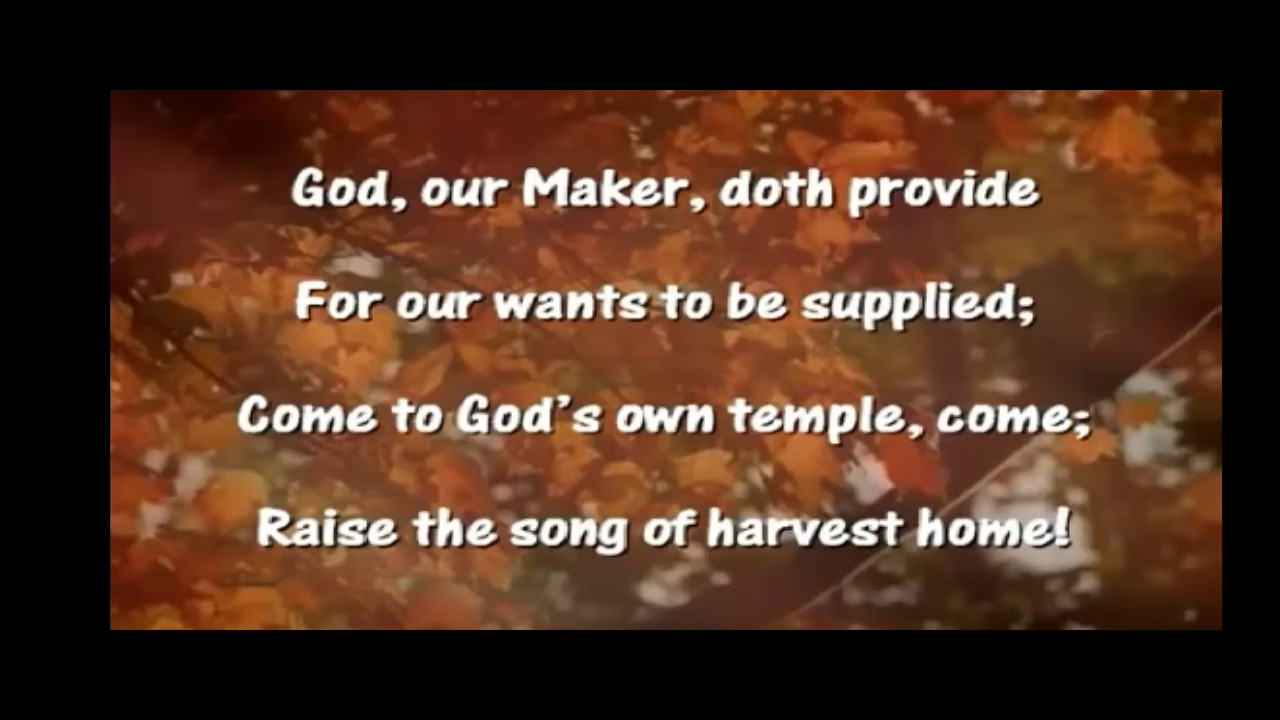 God, our Maker, doth provide
For our wants to be supplied;
Come to God's own temple, come;
Raise the song of harvest home!